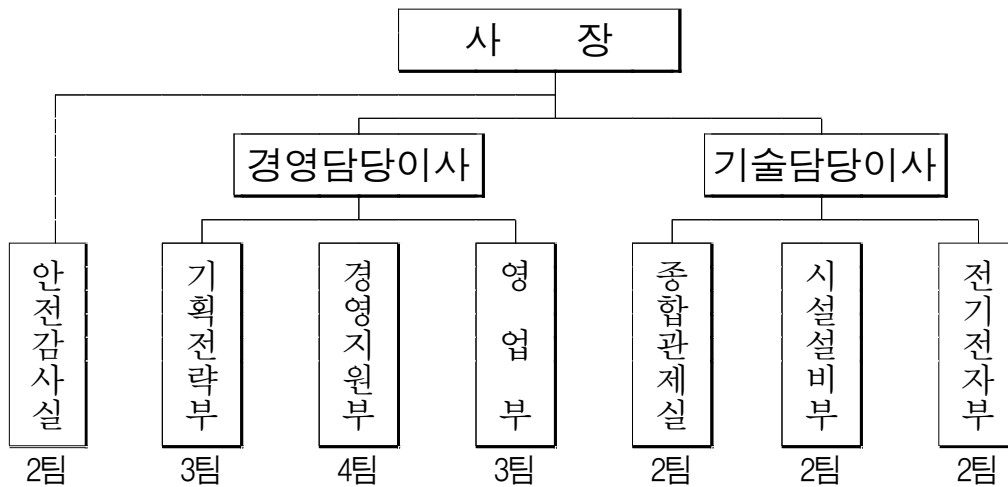 사 장
경영담당이사
기술담당이사
안전감사실
기획전략부
경영지원부
영업부
종합관제실
시설설비부
전기전자부
2팀
3팀
4팀
3팀
2팀
2팀
2팀